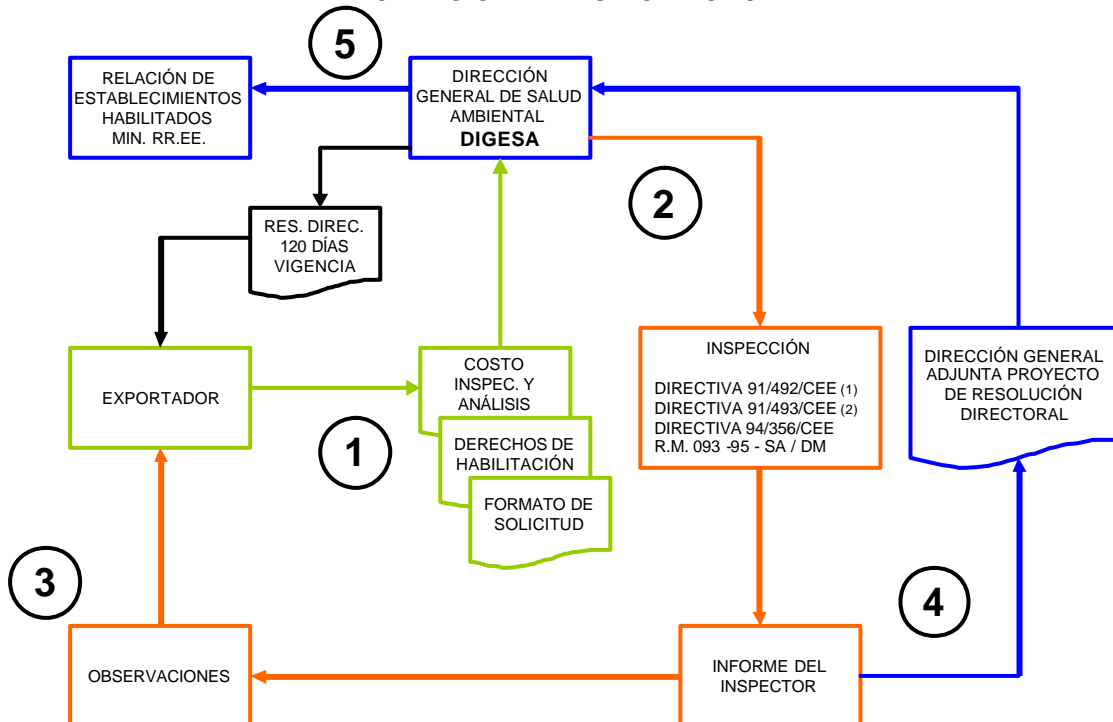 5
RELACIÓN DE
ESTABLECIMIENTOS
HABILITADOS
MIN. RR.EE.
DIRECCIÓN
GENERAL DE SALUD
AMBIENTAL
DIGESA
2
RES. DIREC.
120 DÍAS
VIGENCIA
EXPORTADOR
1
COSTO
INSPEC. Y
ANÁLISIS
DERECHOS DE
HABILITACIÓN
FORMATO DE
SOLICITUD
INSPECCIÓN
DIRECTIVA 91/492/CEE (1)
DIRECTIVA 91/493/CEE (2)
DIRECTIVA 94/356/CEE
R.M. 093 -95 - SA / DM
DIRECCIÓN GENERAL
ADJUNTA PROYECTO
DE RESOLUCIÓN
DIRECTORAL
3
4
OBSERVACIONES
INFORME DEL
INSPECTOR